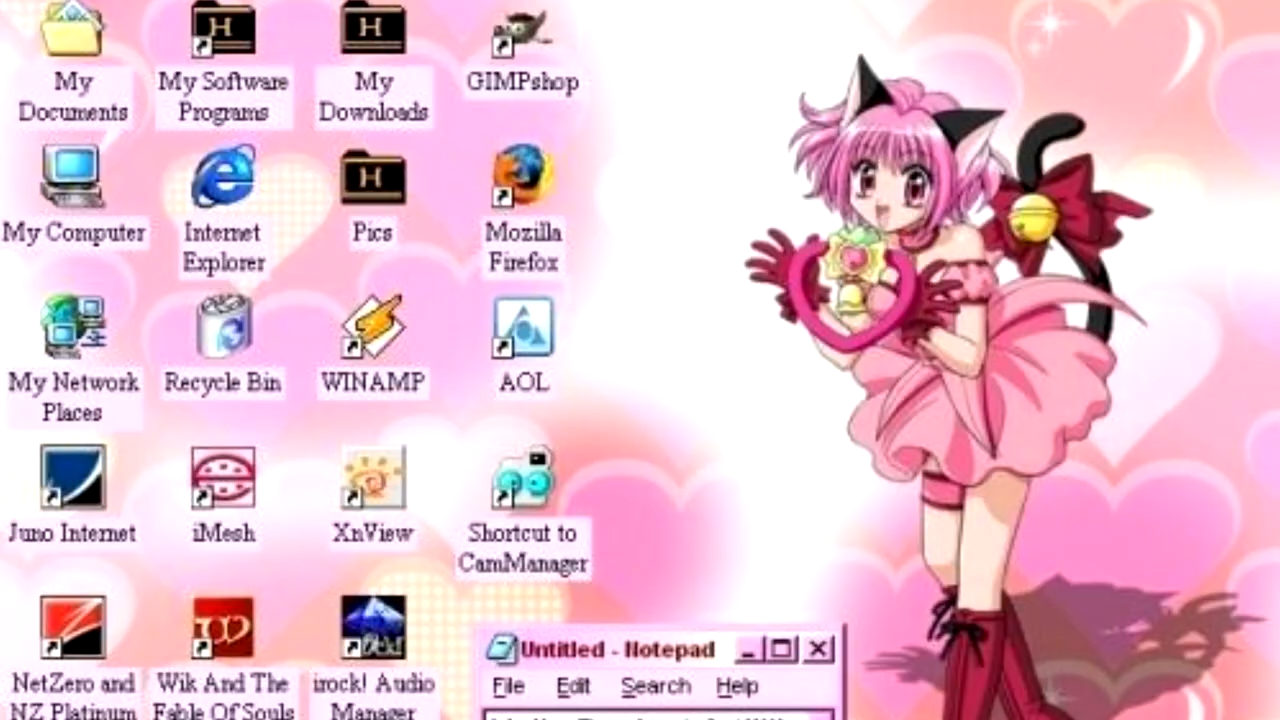 My
Documents
My Software
Programs
My
Downloads
GIMPshop
My Computer
Internet
Explorer
Pics
Mozilla
Firefox
My Network
Places
Recycle Bin
WINAMP
AOL
Juno Internet
iMesh
XnView
Shortcut to
CamManager
NetZero and
NZ Platinum
Wik And The
Fable Of Souls
irock! Audio
Manager
Untitled - Notepad
File Edit Search Help